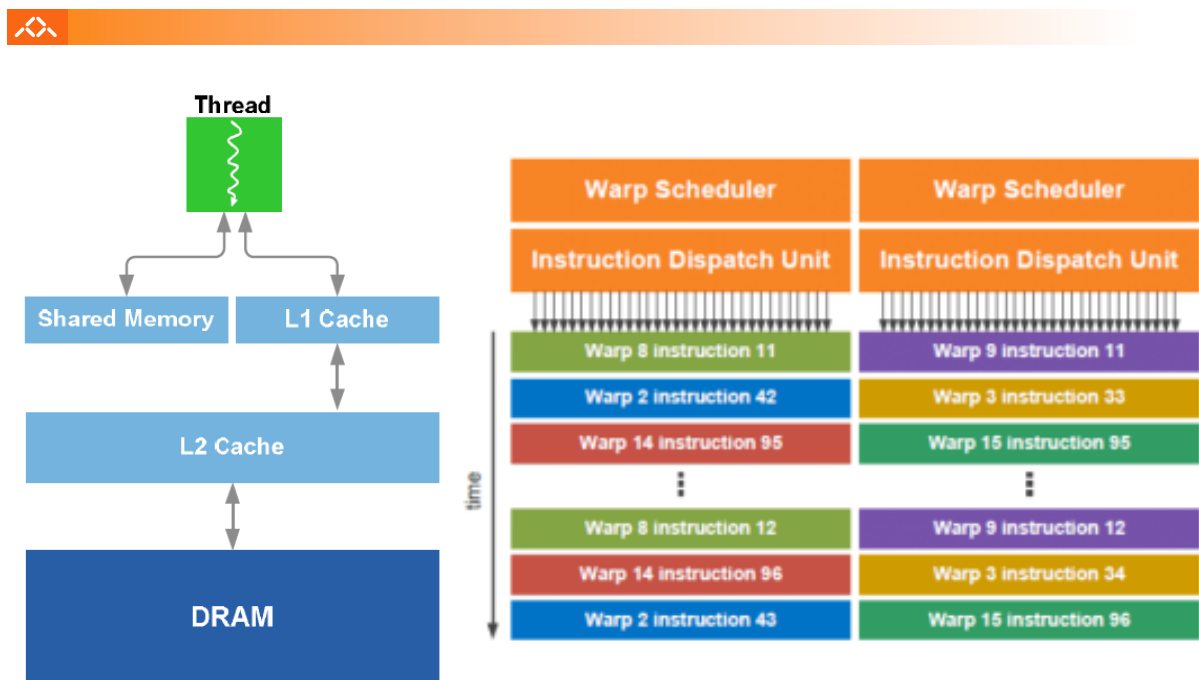 Thread
Shared Memory
L1 Cache
L2 Cache
DRAM
Warp Scheduler
Warp Scheduler
Instruction Dispatch Unit
Instruction Dispatch Unit
time
Warp 8 instruction 11
Warp 9 instruction 11
Warp 2 instruction 42
Warp 3 instruction 33
Warp 14 instruction 95
Warp 15 instruction 95
Warp 8 instruction 12
Warp 9 instruction 12
Warp 14 instruction 96
Warp 3 instruction 34
Warp 2 instruction 43
Warp 15 instruction 96